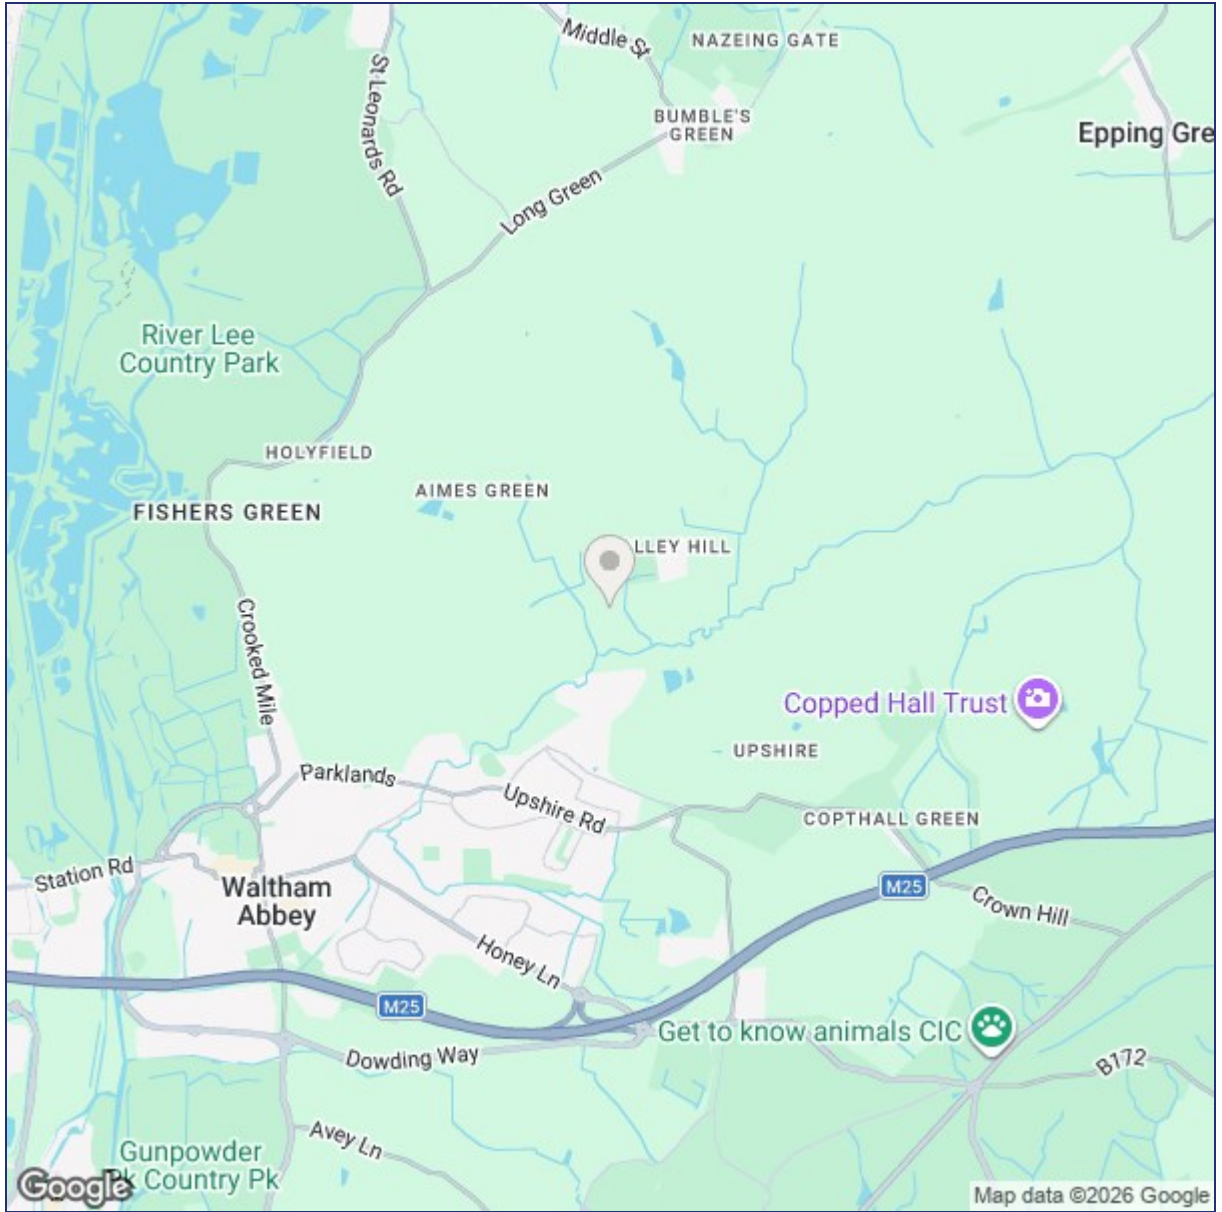 Middle St
NAZEING GATE
St Leonards Rd
BUMBLE'S
GREEN
Epping Gre
Long Green
River Lee
Country Park
HOLYFIELD
AIMES GREEN
FISHERS GREEN
LLEY HILL
Crooked Mile
Copped Hall Trust
UPSHIRE
Parklands
Upshire Rd
COPTHALL GREEN
Station Rd
Waltham
Abbey
M25
Crown Hill
Honey Ln
M25
Get to know animals CIC
Dowding Way
B172
Avey Ln
Gunpowder
Pk Country Pk
Google
Map data ©2026 Google